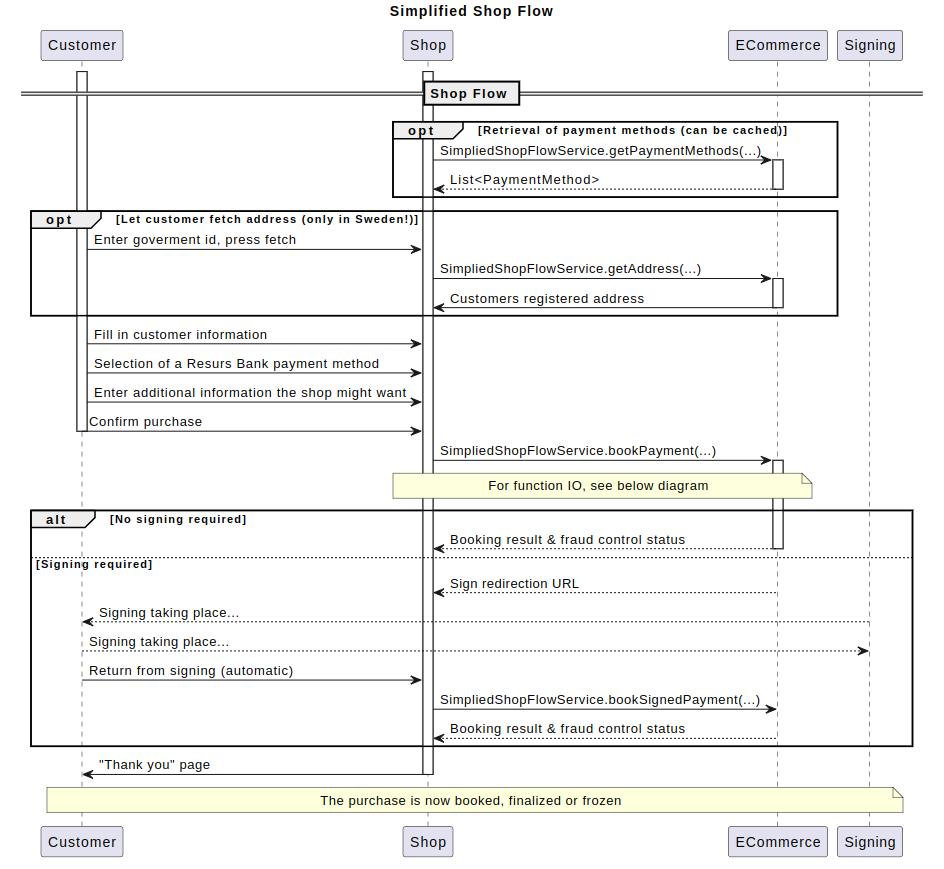 Simplified Shop Flow
Customer
Shop
ECommerce
Signing
Shop Flow
opt
[Retrieval of payment methods (can be cached)]
SimpliedShopFlowService.getPaymentMethods(...)
List<PaymentMethod>
opt
[Let customer fetch address (only in Sweden!)]
Enter goverment id, press fetch
SimpliedShopFlowService.getAddress(...)
Customers registered address
Fill in customer information
Selection of a Resurs Bank payment method
Enter additional information the shop might want
Confirm purchase
SimpliedShopFlowService.bookPayment(...)
For function IO, see below diagram
alt
[No signing required]
Booking result & fraud control status
[Signing required]
Sign redirection URL
Signing taking place...
Signing taking place...
Return from signing (automatic)
SimpliedShopFlowService.bookSignedPayment(...)
Booking result & fraud control status
"Thank you" page
The purchase is now booked, finalized or frozen
Customer
Shop
ECommerce
Signing